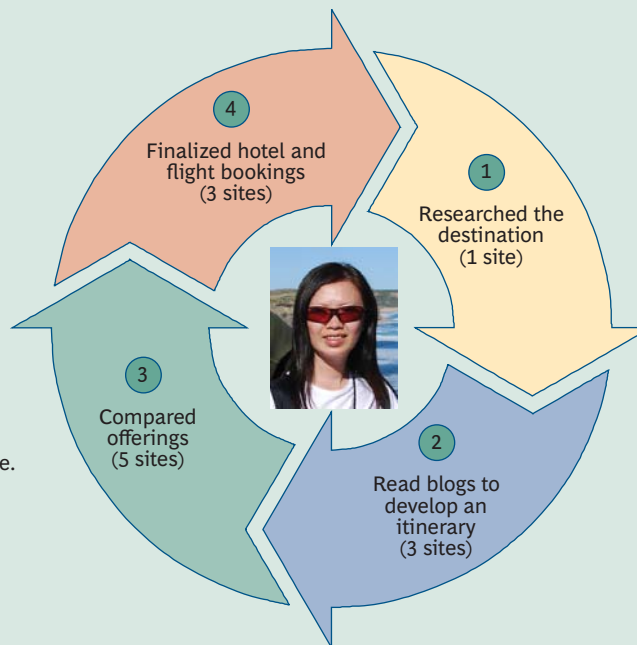 4
Finalized hotel and
flight bookings
(3 sites)
1
Researched the
destination
(1 site)
3
Compared
offerings
(5 sites)
e.
2
Read blogs to
develop an
itinerary
(3 sites)